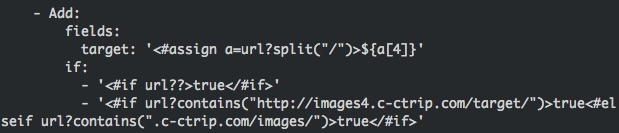 - Add:
fields:
target: '<#assign a=url?split("/")>${a[4]}'
if:
- '<#if url??>true</#if>'
- '<#if url?contains("http://images4.c-ctrip.com/target/")>true<#el
seif url?contains(".c-ctrip.com/images/")>true</#if>'